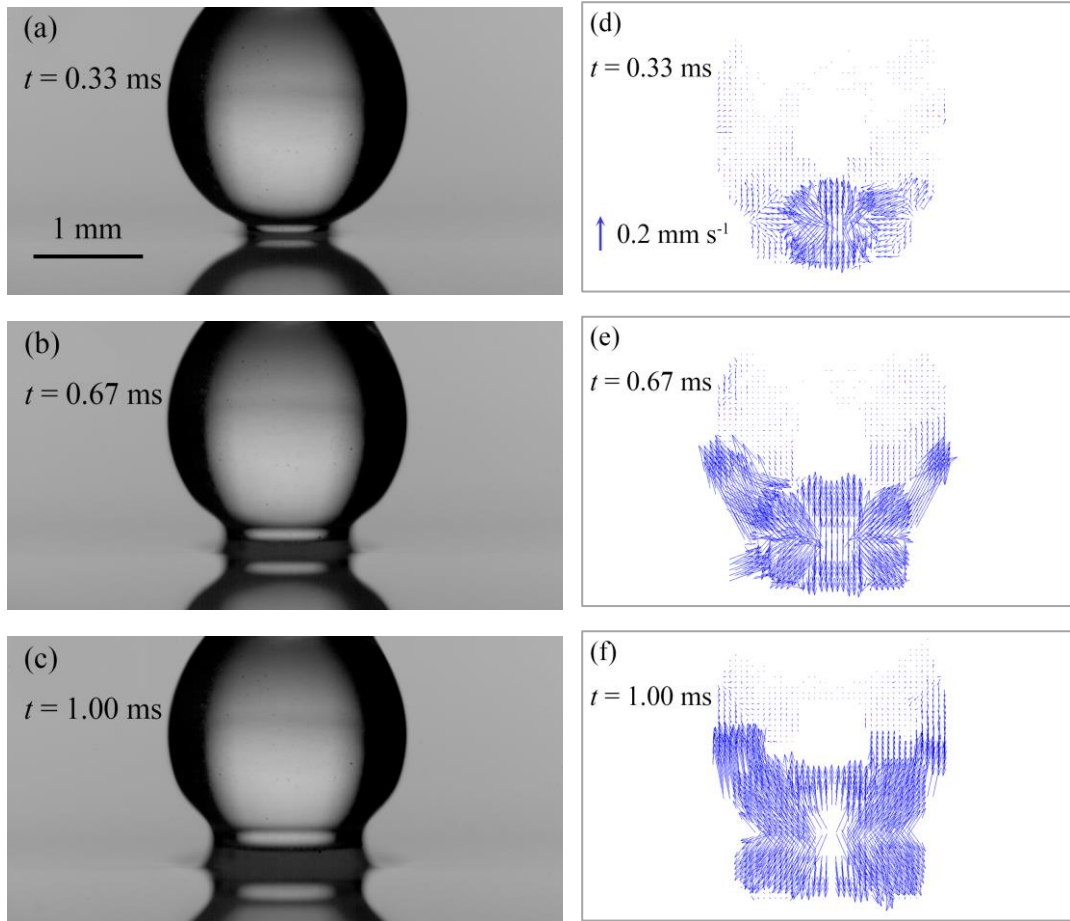 (a)
t = 0.33 ms
1 mm
(b)
t = 0.67 ms
(c)
t = 1.00 ms
(d)
t = 0.33 ms
0.2 mm s⁻¹
(e)
t = 0.67 ms
(f)
t = 1.00 ms